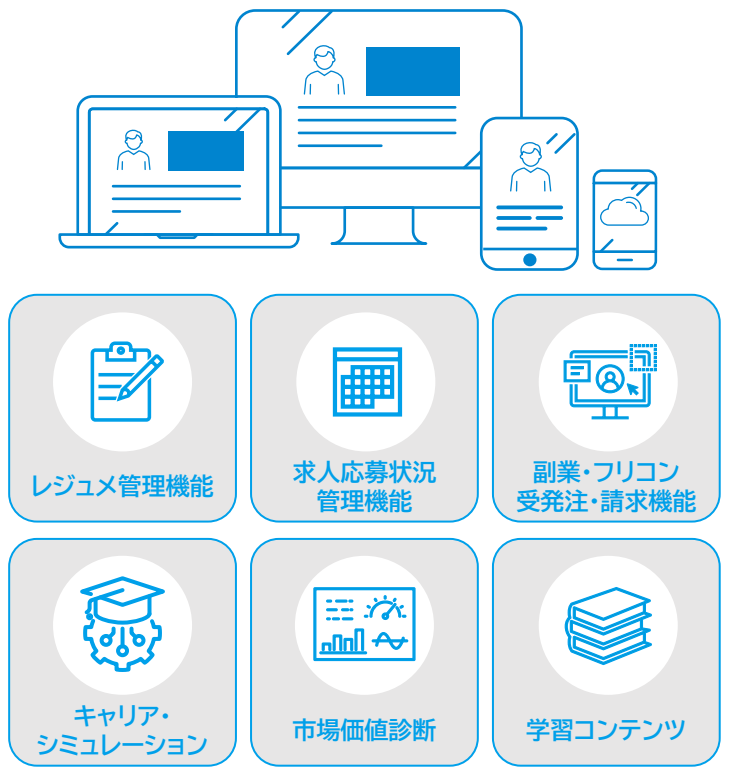 レジュメ管理機能
求人応募状況
管理機能
副業・フリコン
受発注・請求機能
キャリア・
シミュレーション
市場価値診断
学習コンテンツ